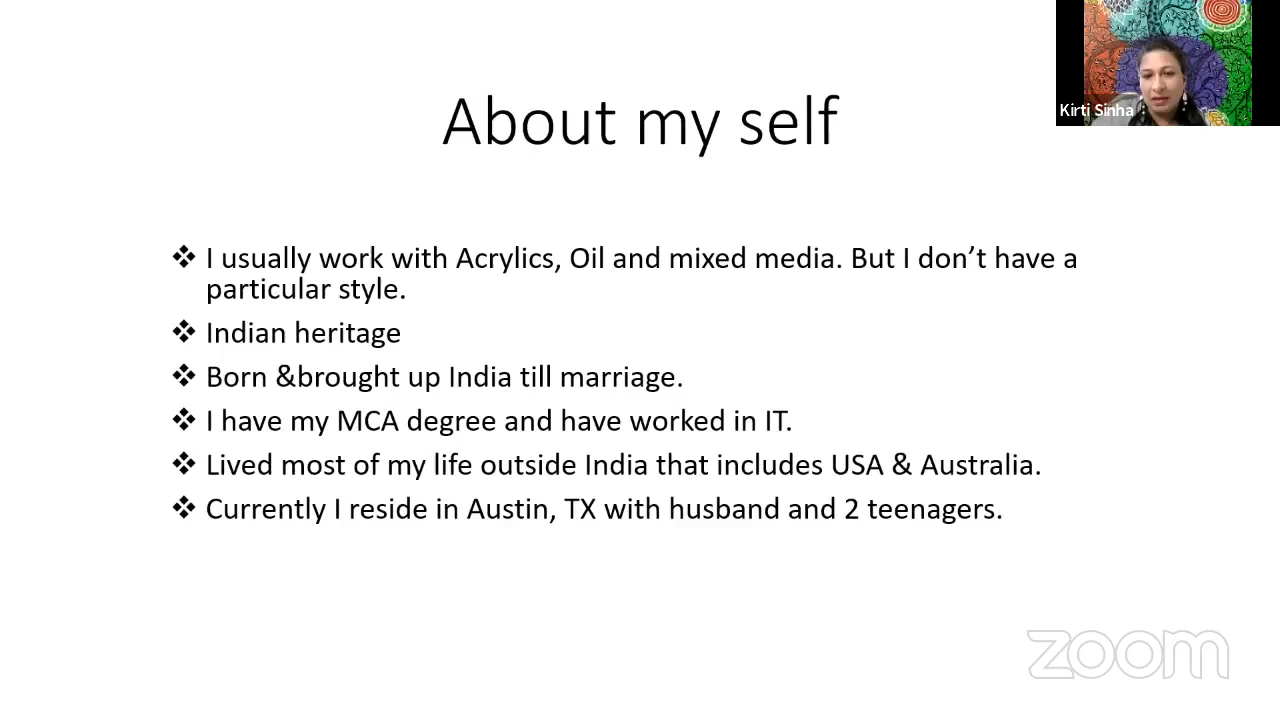 Kirti Sinha
About my self
❖ I usually work with Acrylics, Oil and mixed media. But I don’t have a
particular style.
❖ Indian heritage
❖ Born &brought up India till marriage.
❖ I have my MCA degree and have worked in IT.
❖ Lived most of my life outside India that includes USA & Australia.
❖ Currently I reside in Austin, TX with husband and 2 teenagers.
zoom